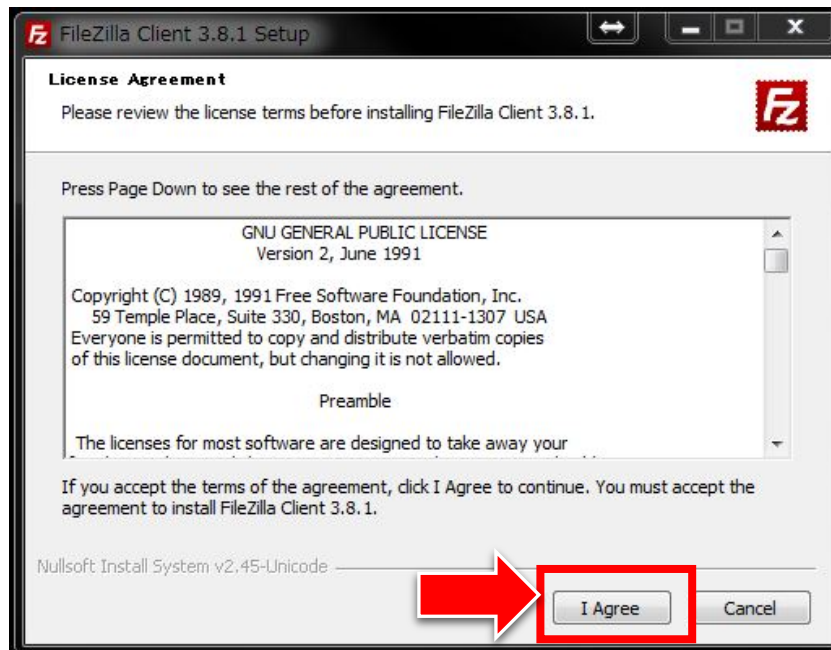 FileZilla Client 3.8.1 Setup
License Agreement
Please review the license terms before installing FileZilla Client 3.8.1.
Fz
Press Page Down to see the rest of the agreement.
GNU GENERAL PUBLIC LICENSE
Version 2, June 1991
Copyright (C) 1989, 1991 Free Software Foundation, Inc.
59 Temple Place, Suite 330, Boston, MA 02111-1307 USA
Everyone is permitted to copy and distribute verbatim copies
of this license document, but changing it is not allowed.
Preamble
The licenses for most software are designed to take away your
If you accept the terms of the agreement, click I Agree to continue. You must accept the
agreement to install FileZilla Client 3.8.1.
Nullsoft Install System v2.45-Unicode
I Agree Cancel